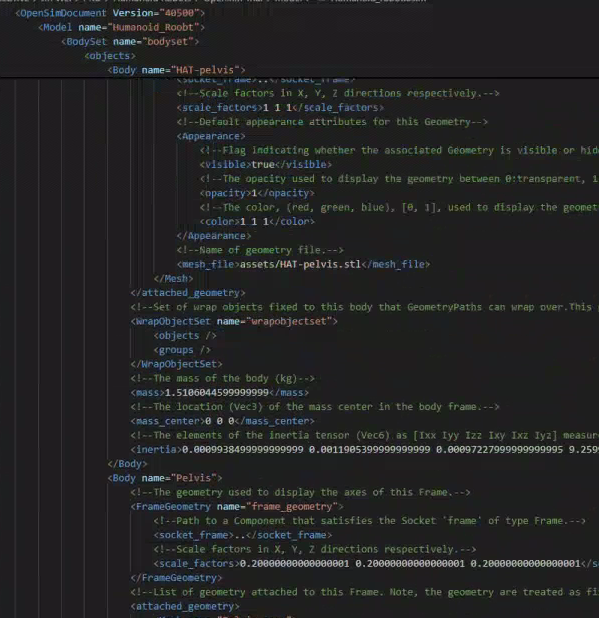 <OpenSimDocument Version="40500">
<Model name="Humanoid_Roobt">
<BodySet name="bodyset">
<objects>
<Body name="HAT-pelvis">
<socket_frame>..</socket_frame>
<!--Scale factors in X, Y, Z directions respectively.-->
<scale_factors>1 1 1</scale_factors>
<!--Default appearance attributes for this Geometry-->
<Appearance>
<!--Flag indicating whether the associated Geometry is visible or hid
<visible>true</visible>
<!--The opacity used to display the geometry between 0:transparent, 1
<opacity>1</opacity>
<!--The color, (red, green, blue), [0, 1], used to display the geomet
<color>1 1 1</color>
</Appearance>
<!--Name of geometry file.-->
<mesh_file>assets/HAT-pelvis.stl</mesh_file>
</Mesh>
</attached_geometry>
<!--Set of wrap objects fixed to this body that GeometryPaths can wrap over.This
<WrapObjectSet name="wrapobjectset">
<objects />
<groups />
</WrapObjectSet>
<!--The mass of the body (kg)-->
<mass>1.5106044599999999</mass>
<!--The location (Vec3) of the mass center in the body frame.-->
<mass_center>0 0 0</mass_center>
<!--The elements of the inertia tensor (Vec6) as [Ixx Iyy Izz Ixy Ixz Iyz] measur
<inertia>0.0009938499999999999 0.0011905399999999999 0.00097227999999999995 9.259
</Body>
<Body name="Pelvis">
<!--The geometry used to display the axes of this Frame.-->
<FrameGeometry name="frame_geometry">
<!--Path to a Component that satisfies the Socket 'frame' of type Frame.-->
<socket_frame>..</socket_frame>
<!--Scale factors in X, Y, Z directions respectively.-->
<scale_factors>0.20000000000000001 0.20000000000000001 0.20000000000000001</s
</FrameGeometry>
<!--List of geometry attached to this Frame. Note, the geometry are treated as fi
<attached_geometry>